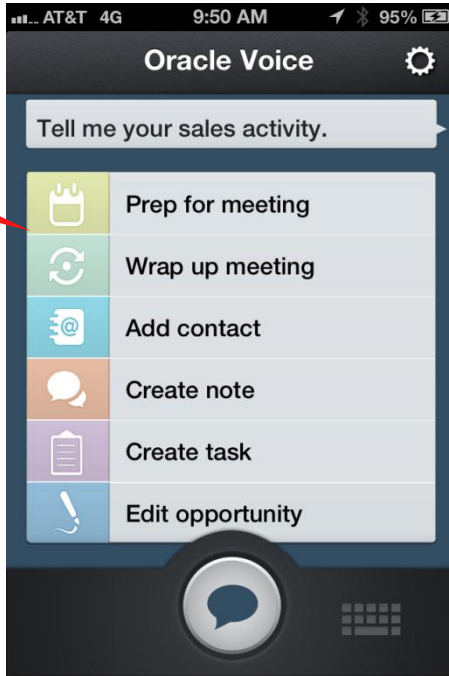 AT&T 4G 9:50 AM 95%
Oracle Voice
Tell me your sales activity.
Prep for meeting
Wrap up meeting
@ Add contact
Create note
Create task
Edit opportunity